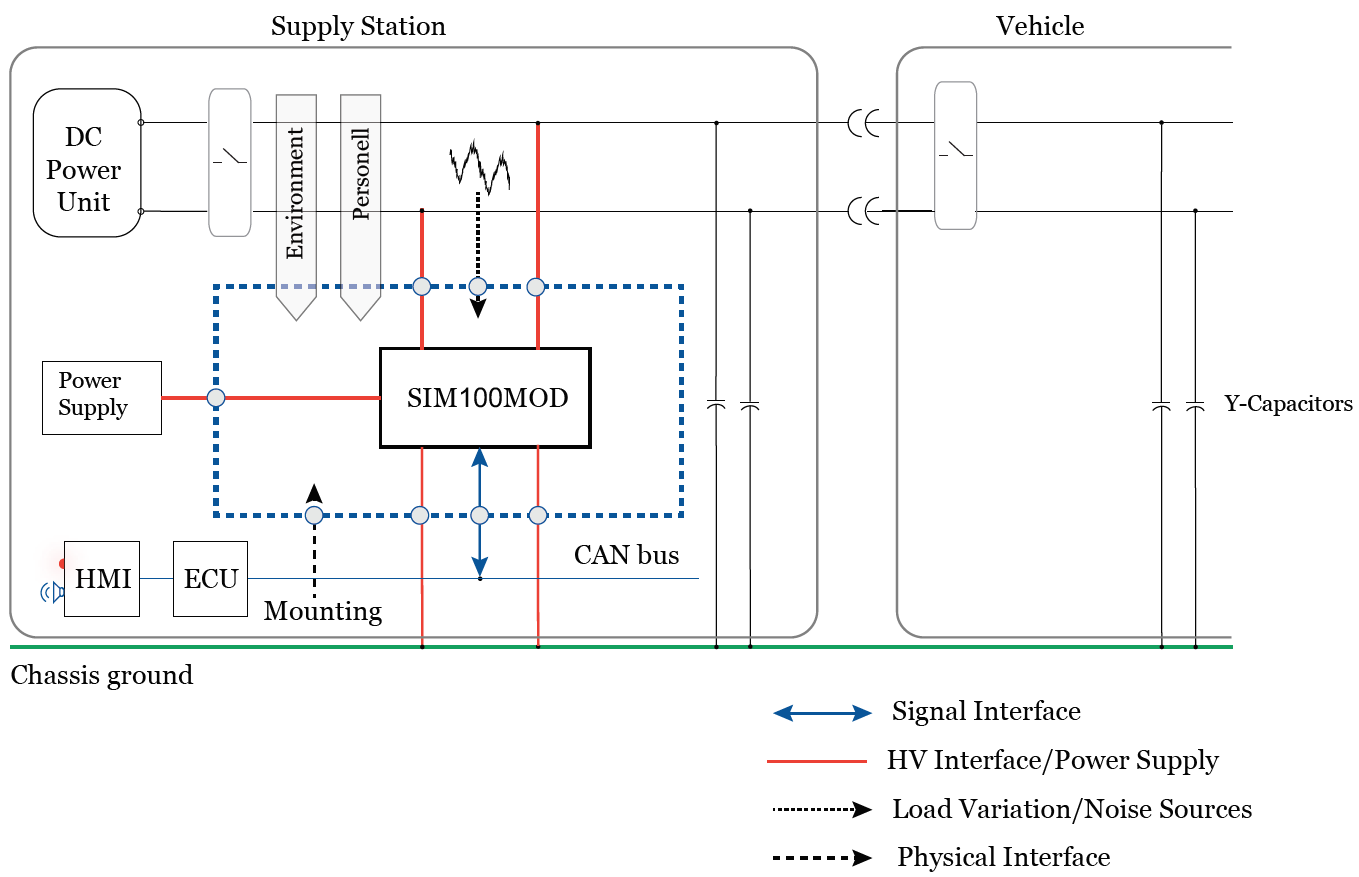 Supply Station
Vehicle
DC
Power
Unit
Environment
Personell
Power
Supply
SIM100MOD
Y-Capacitors
HMI
ECU
CAN bus
Mounting
Chassis ground
Signal Interface
HV Interface/Power Supply
Load Variation/Noise Sources
Physical Interface